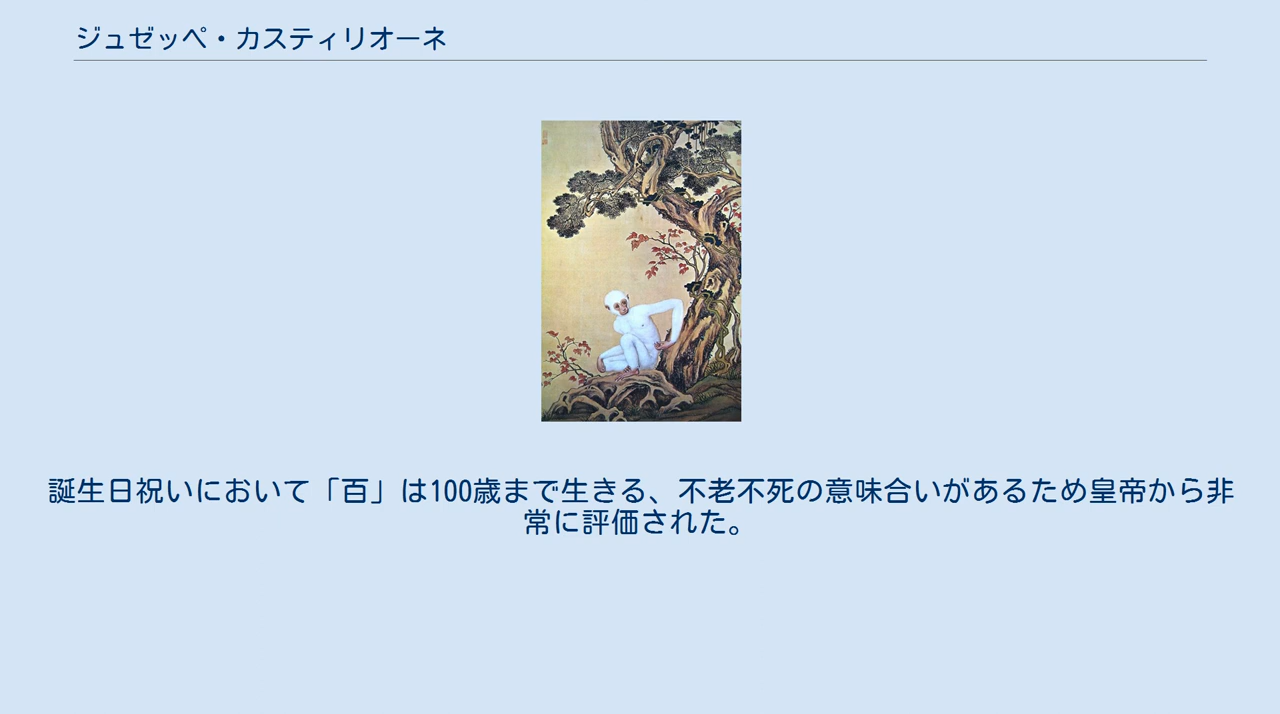 ジュゼッペ・カスティリオーネ
誕生日祝いにおいて「百」は100歳まで生きる、不老不死の意味合いがあるため皇帝から非
常に評価された。